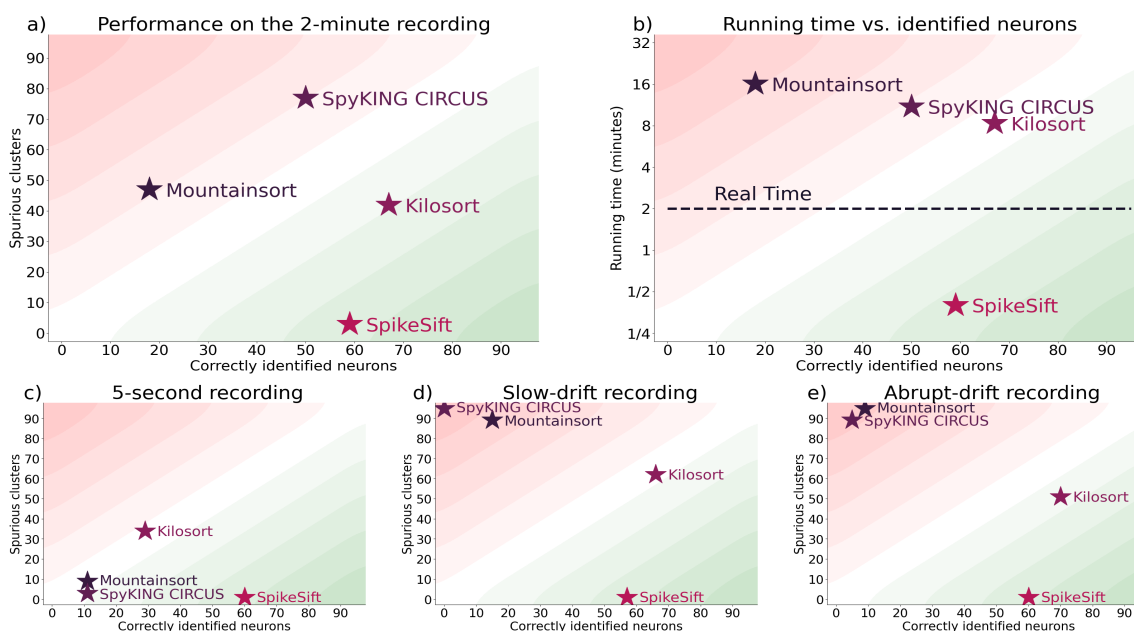 a)
Performance on the 2-minute recording
Spurious clusters
90
80
70
60
50
40
30
20
10
0
SpyKING CIRCUS
Mountainsort
Kilosort
SpikeSift
0 10 20 30 40 50 60 70 80 90
Correctly identified neurons
b)
Running time vs. identified neurons
Running time (minutes)
32
16
8
4
2
1
1/2
1/4
Mountainsort
SpyKING CIRCUS
Kilosort
Real Time
SpikeSift
0 10 20 30 40 50 60 70 80 90
Correctly identified neurons
c)
5-second recording
Spurious clusters
90
80
70
60
50
40
30
20
10
0
Kilosort
Mountainsort
SpyKING CIRCUS
SpikeSift
0 10 20 30 40 50 60 70 80 90
Correctly identified neurons
d)
Slow-drift recording
Spurious clusters
90
80
70
60
50
40
30
20
10
0
SpyKING CIRCUS
Mountainsort
Kilosort
SpikeSift
0 10 20 30 40 50 60 70 80 90
Correctly identified neurons
e)
Abrupt-drift recording
Spurious clusters
90
80
70
60
50
40
30
20
10
0
Mountainsort
SpyKING CIRCUS
Kilosort
SpikeSift
0 10 20 30 40 50 60 70 80 90
Correctly identified neurons